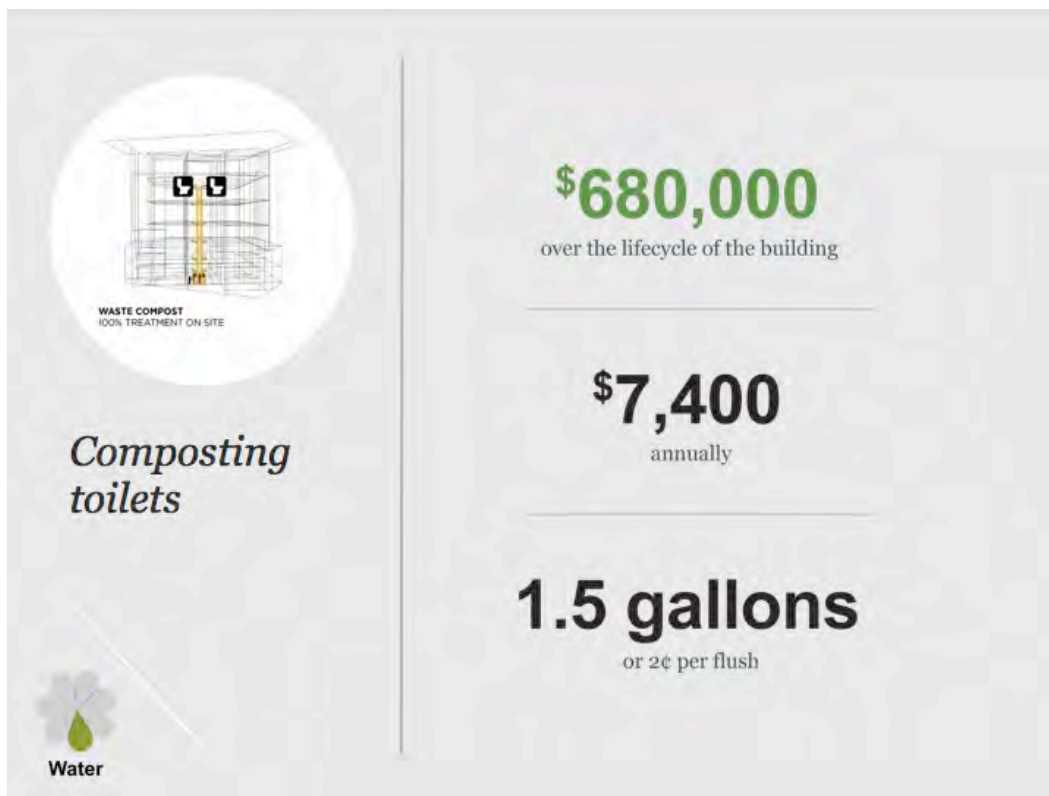 WASTE COMPOST
100% TREATMENT ON SITE
Composting
toilets
Water
$680,000
over the lifecycle of the building
$7,400
annually
1.5 gallons
or 2¢ per flush